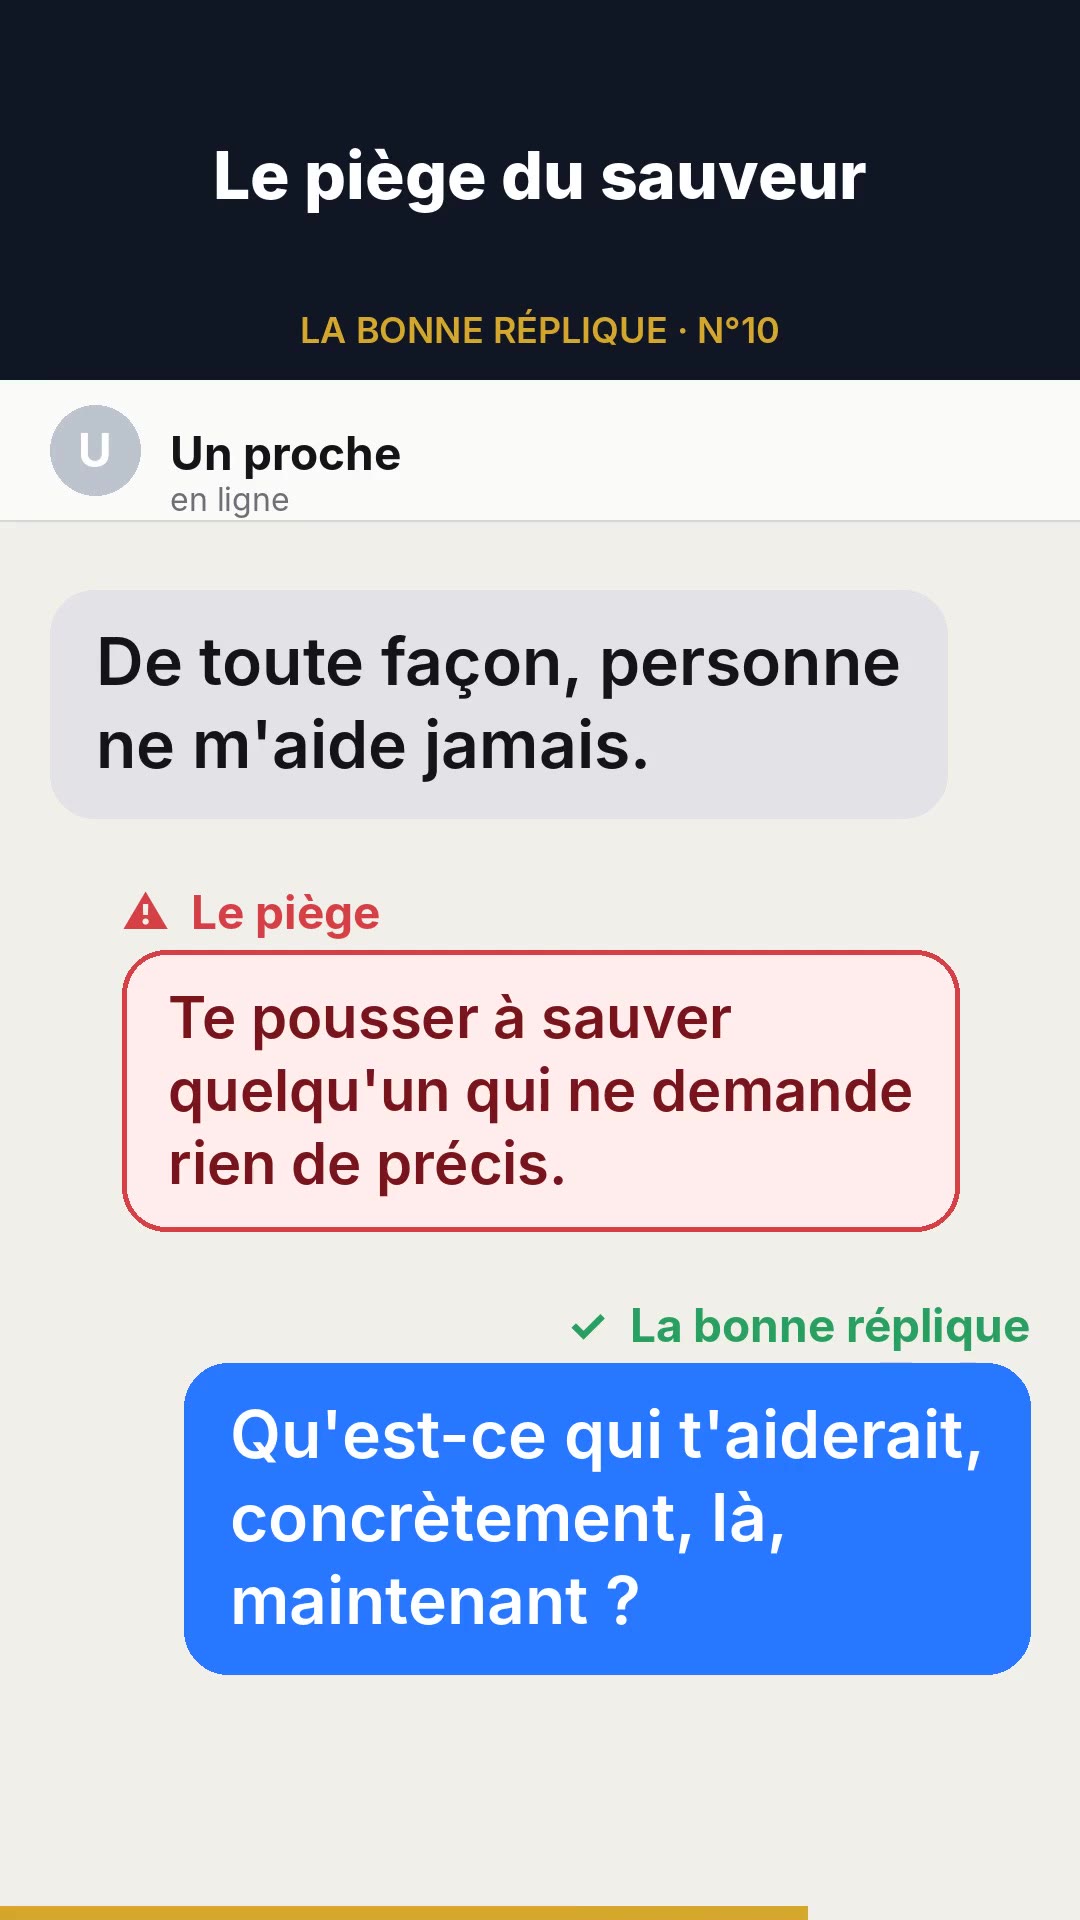 Le piège du sauveur
LA BONNE RÉPLIQUE · N°10
U
Un proche
en ligne
De toute façon, personne
ne m'aide jamais.
Le piège
Te pousser à sauver
quelqu'un qui ne demande
rien de précis.
La bonne réplique
Qu'est-ce qui t'aiderait,
concrètement, là,
maintenant ?